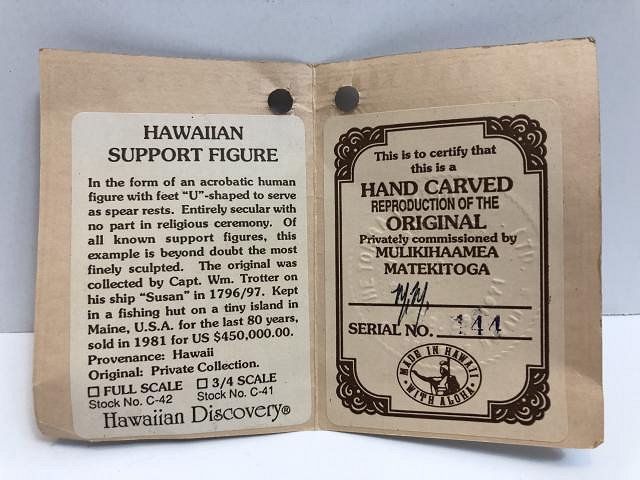 HAWAIIAN
SUPPORT FIGURE
In the form of an acrobatic human
figure with feet "U"-shaped to serve
as spear rests. Entirely secular with
no part in religious ceremony. Of
all known support figures, this
example is beyond doubt the most
finely sculpted. The original was
collected by Capt. Wm. Trotter on
his ship "Susan" in 1796/97. Kept
in a fishing hut on a tiny island in
Maine, U.S.A. for the last 80 years,
sold in 1981 for US $450,000.00.
Provenance: Hawaii
Original: Private Collection.
FULL SCALE 3/4 SCALE
Stock No. C-42 Stock No. C-41
Hawaiian Discovery®
This is to certify that
this is a
HAND CARVED
REPRODUCTION OF THE
ORIGINAL
Privately commissioned by
MULIKIHAAMEA
MATEKITOGA
M.M.
SERIAL NO. 144
MADE IN HAWAII
• WITH ALOHA •